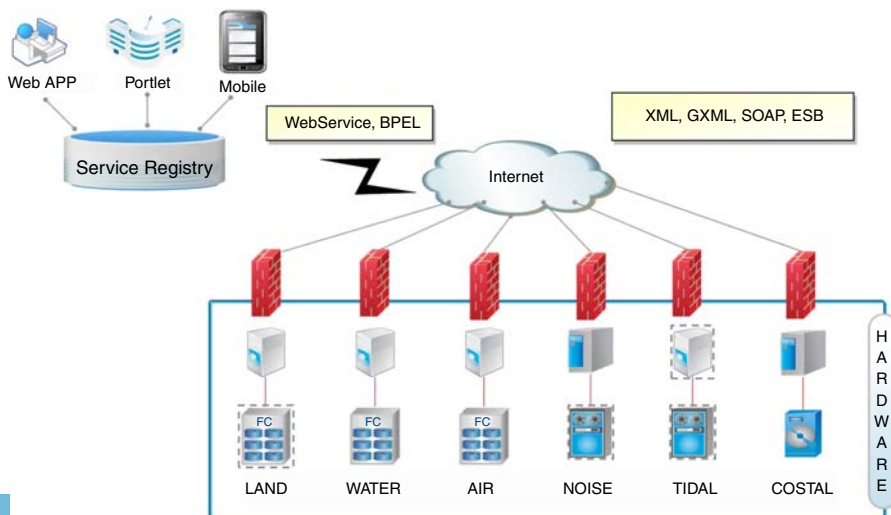 Web APP
Portlet
Mobile
Service Registry
WebService, BPEL
XML, GXML, SOAP, ESB
Internet
FC
FC
FC
LAND
WATER
AIR
NOISE
TIDAL
COSTAL
HARDWARE